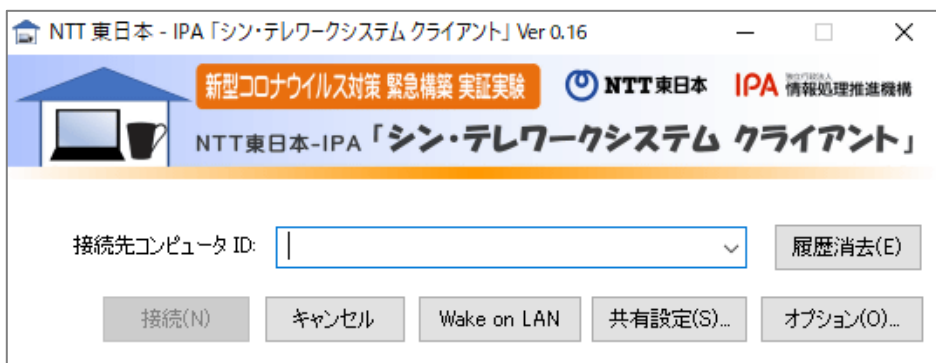 NTT 東日本 - IPA 「シン・テレワークシステム クライアント」 Ver 0.16
新型コロナウイルス対策 緊急構築 実証実験
NTT東日本
IPA 独立行政法人 情報処理推進機構
NTT東日本-IPA「シン・テレワークシステム クライアント」
接続先コンピュータ ID:
履歴消去(E)
接続(N)
キャンセル
Wake on LAN
共有設定(S)...
オプション(O)...